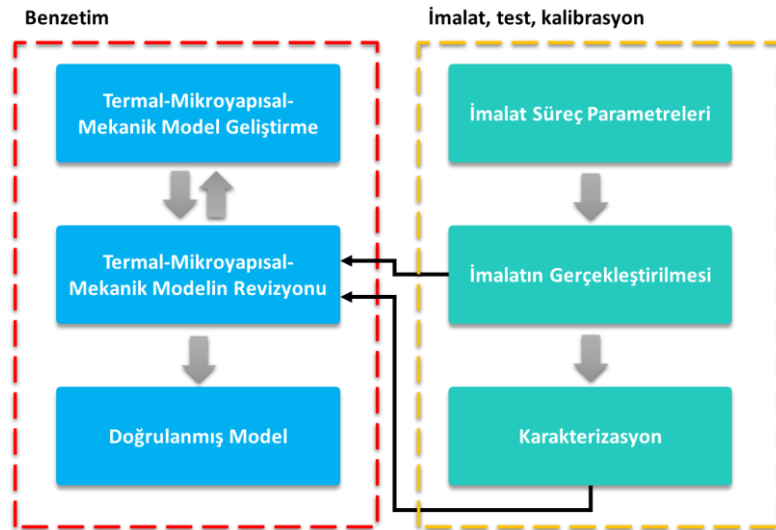 Benzetim
Termal-Mikroyapısal-
Mekanik Model Geliştirme
Termal-Mikroyapısal-
Mekanik Modelin Revizyonu
Doğrulanmış Model
İmalat, test, kalibrasyon
İmalat Süreç Parametreleri
İmalatın Gerçekleştirilmesi
Karakterizasyon